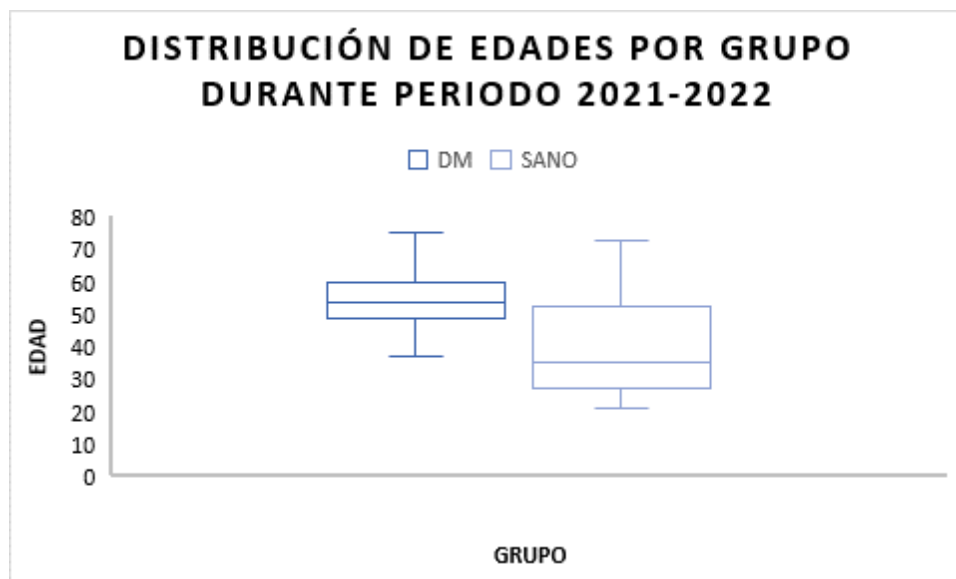 DISTRIBUCIÓN DE EDADES POR GRUPO
DURANTE PERIODO 2021-2022
DM SANO
80
70
60
50
40
30
20
10
0
EDAD
GRUPO